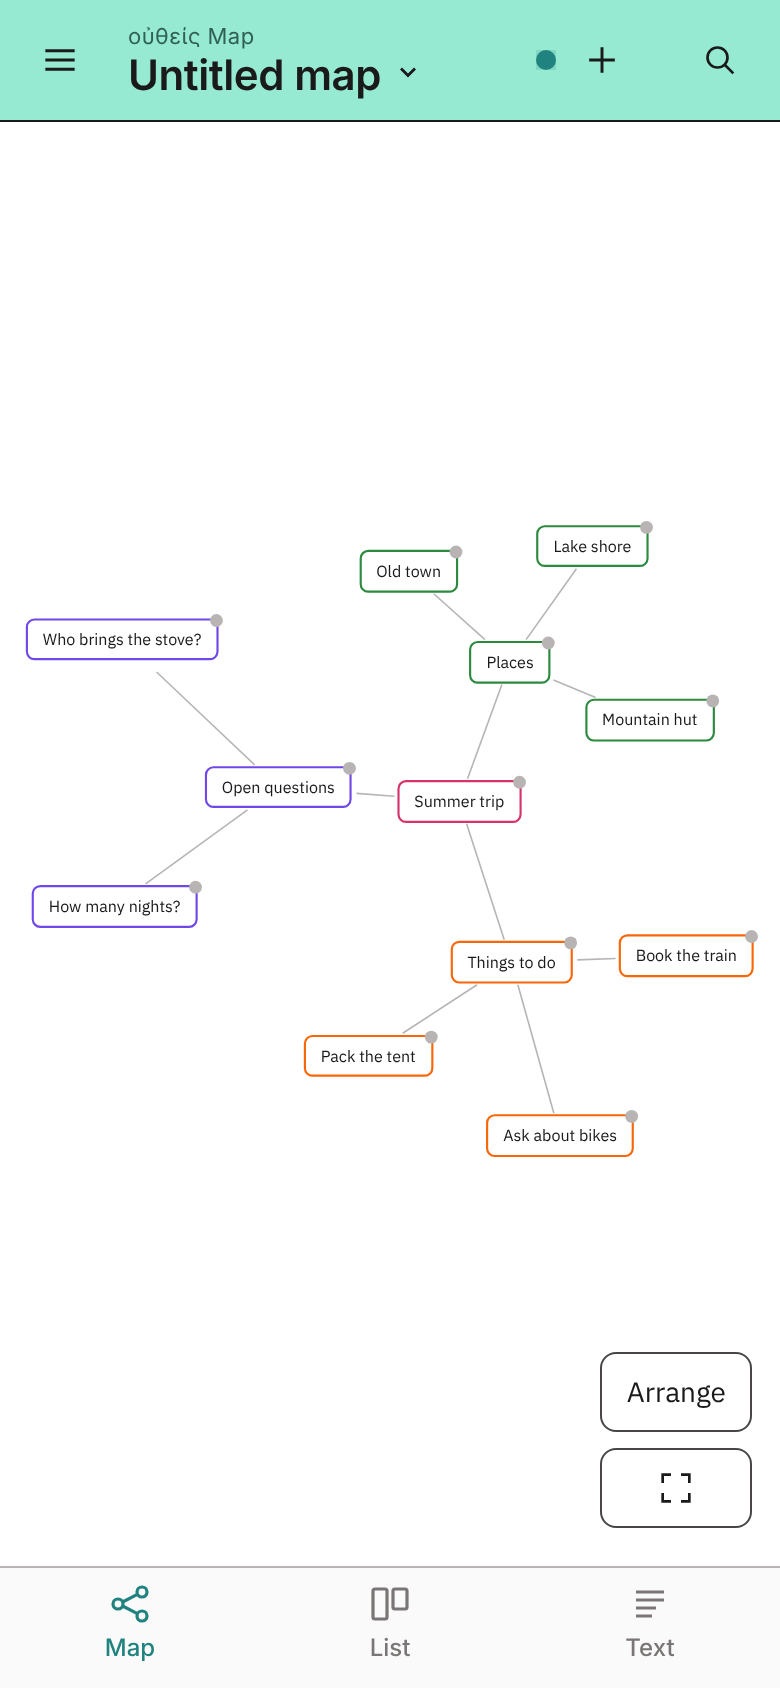 οὐθείς Map
Untitled map
Old town
Lake shore
Who brings the stove?
Places
Mountain hut
Open questions
Summer trip
How many nights?
Things to do
Book the train
Pack the tent
Ask about bikes
Arrange
Map
List
Text